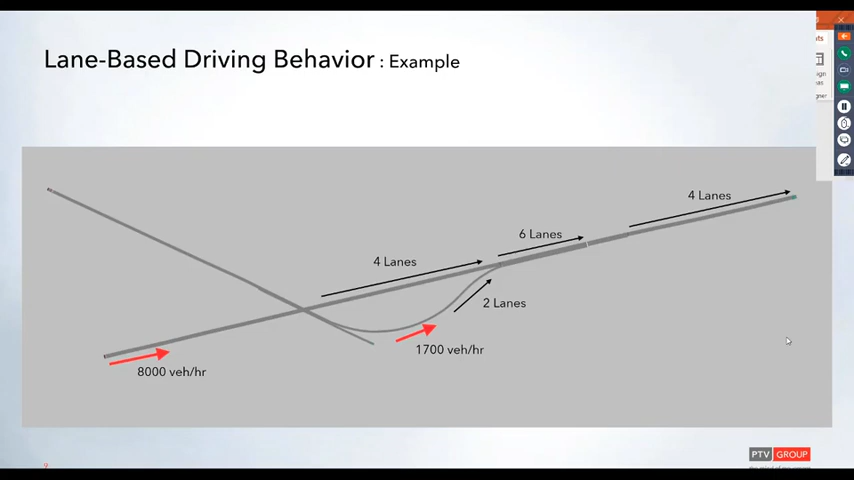 Lane-Based Driving Behavior : Example
4 Lanes
6 Lanes
4 Lanes
2 Lanes
1700 veh/hr
8000 veh/hr
9
PTV GROUP